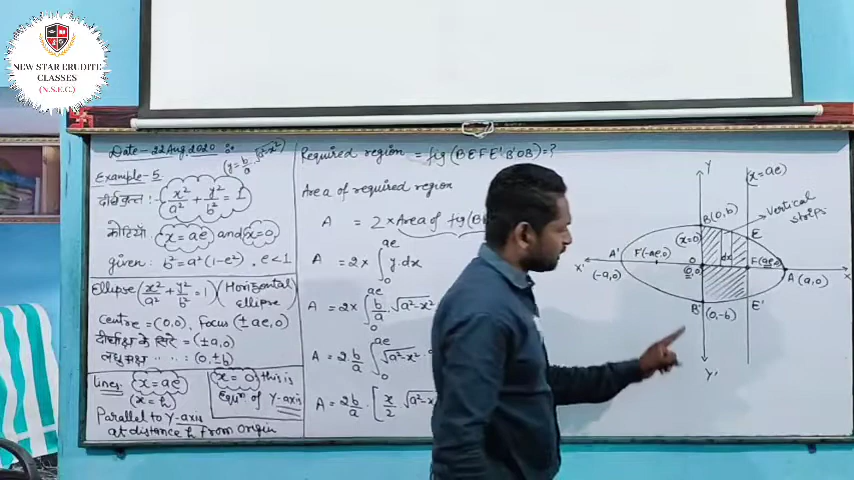 NEW STAR ERUDITE
CLASSES
(N.S.E.C.)
Date – 22 Aug. 2020
(y = b/a √a²-x²)
Example-5
दीर्घवृत्त :- x²/a² + y²/b² = 1
कोटियाँ x = ae and x = 0
given: b² = a²(1-e²), e < 1
Ellipse (x²/a² + y²/b² = 1) (Horizontal
Ellipse)
Centre = (0,0), Focus (±ae, 0)
दीर्घाक्ष के सिरे = (±a, 0)
लघु अक्ष " " : (0, ±b)
Lines: x = ae
x = h
Parallel to Y-axis
at distance h from origin
x = 0 this is
Equⁿ of Y-axis
Required region = fig (BEFE'B'OB) = ?
Area of required region
A = 2 × Area of fig (B
A = 2 × ∫₀^ae y.dx
A = 2 × ∫₀^ae b/a . √a²-x²
A = 2b/a ∫₀^ae √a²-x²
A = 2b/a [x/2 . √a²-x
Y
(x = ae)
B(0,b)
Vertical
strips
(x=0)
E
dx
A'
F'(-ae,0)
O
F(ae,0)
X'
(-a,0)
0,0
A (a,0)
X
B'
(0,-b)
E'
Y'